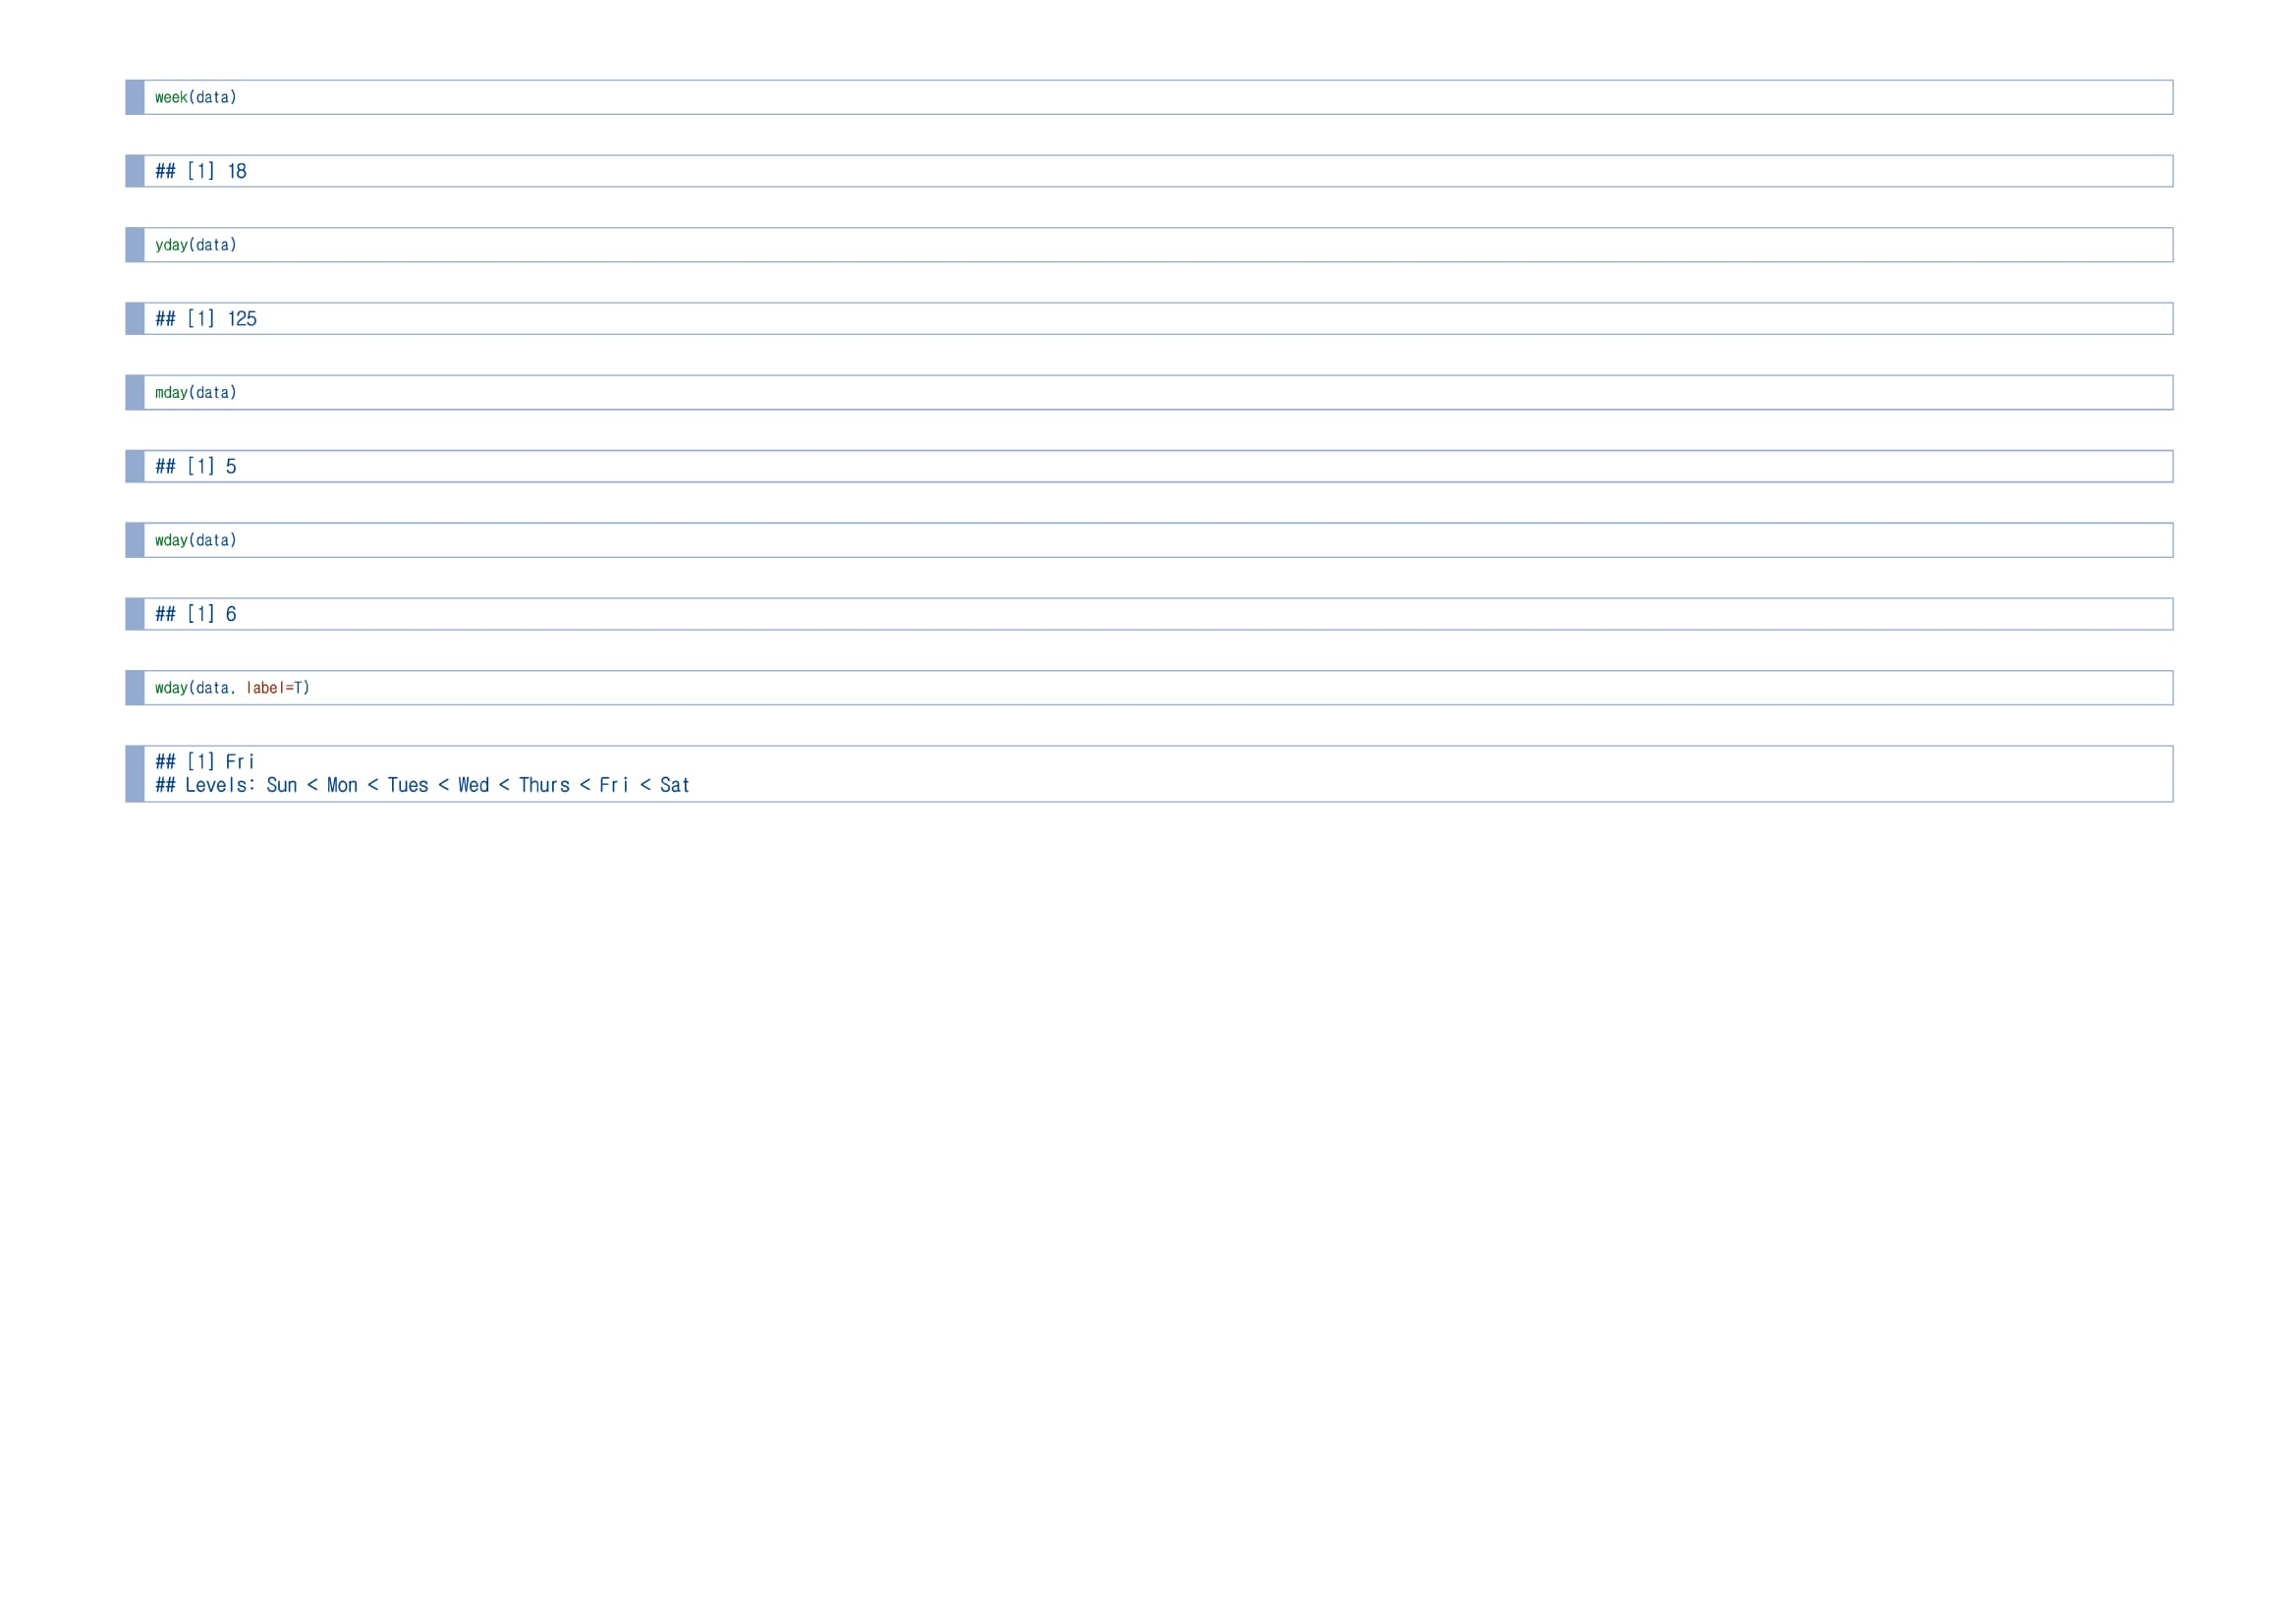 week(data)
## [1] 18
yday(data)
## [1] 125
mday(data)
## [1] 5
wday(data)
## [1] 6
wday(data, label=T)
## [1] Fri
## Levels: Sun < Mon < Tues < Wed < Thurs < Fri < Sat